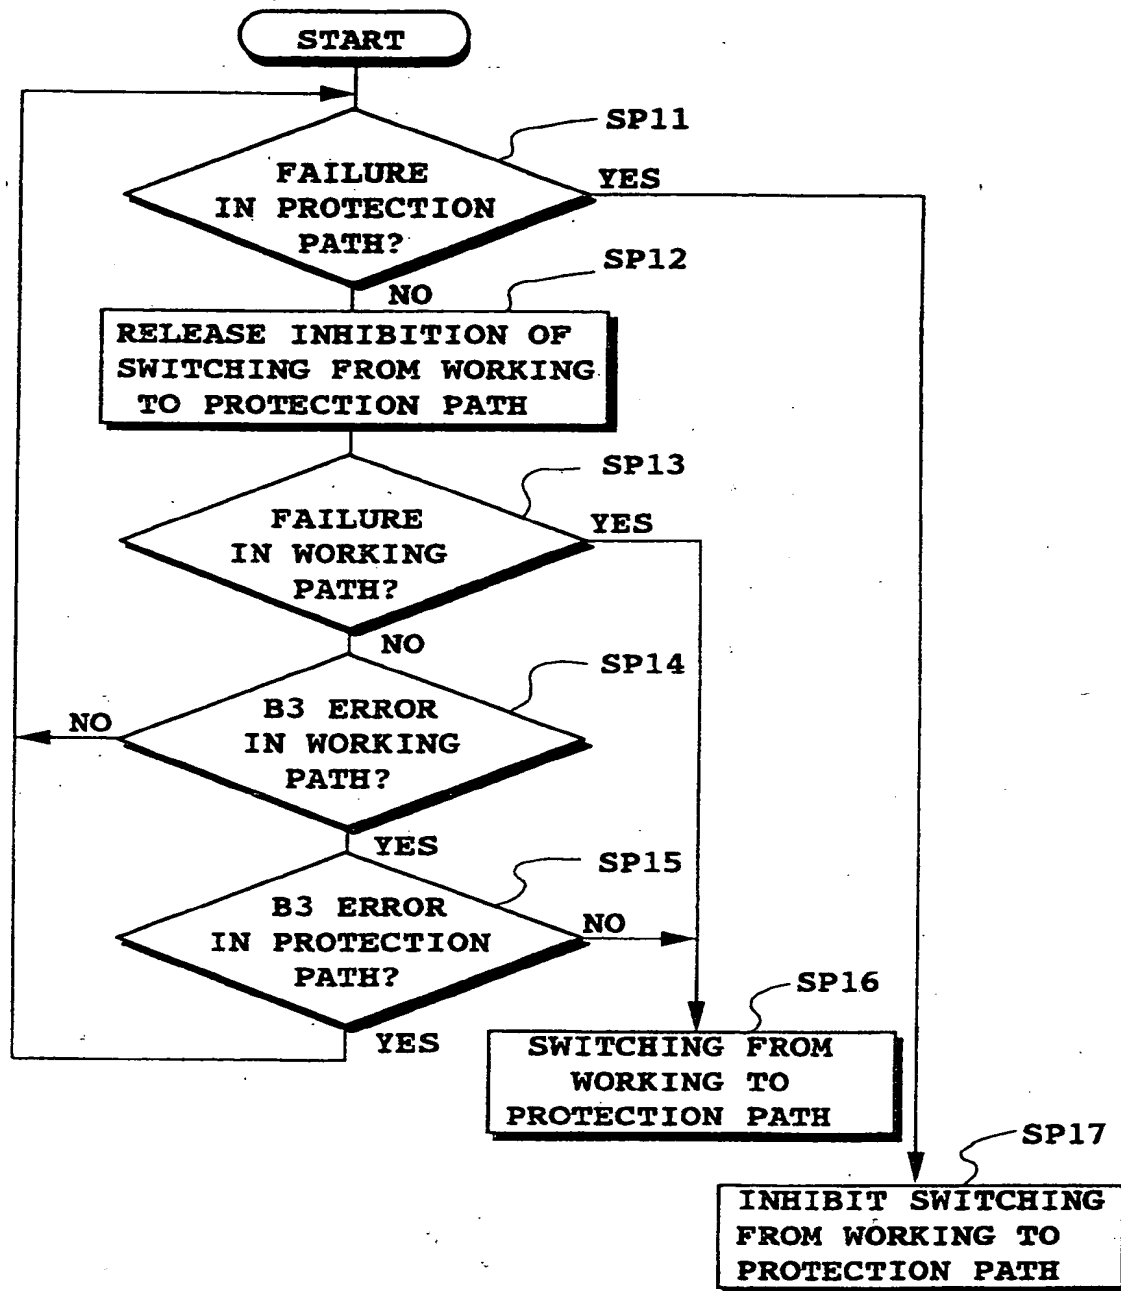 START
SP11
FAILURE
IN PROTECTION
PATH?
YES
SP12
NO
RELEASE INHIBITION OF
SWITCHING FROM WORKING
TO PROTECTION PATH
SP13
FAILURE
IN WORKING
PATH?
YES
NO
SP14
B3 ERROR
IN WORKING
PATH?
NO
YES
SP15
B3 ERROR
IN PROTECTION
PATH?
NO
YES
SP16
SWITCHING FROM
WORKING TO
PROTECTION PATH
SP17
INHIBIT SWITCHING
FROM WORKING TO
PROTECTION PATH